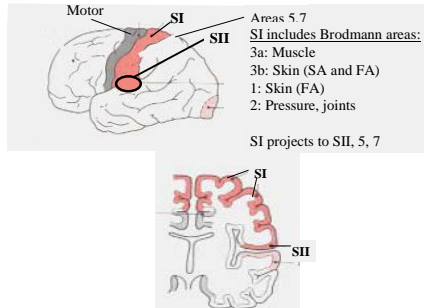 Motor
SI
SII
Areas 5,7
SI includes Brodmann areas:
3a: Muscle
3b: Skin (SA and FA)
1: Skin (FA)
2: Pressure, joints
SI projects to SII, 5, 7
SI
SI
SII